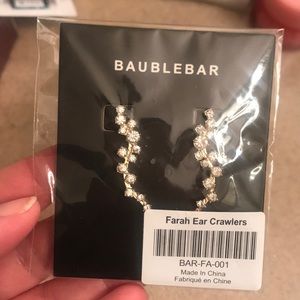 BAUBLEBAR
Farah Ear Crawlers
BAR-FA-001
Made In China
Fabriqué en Chine